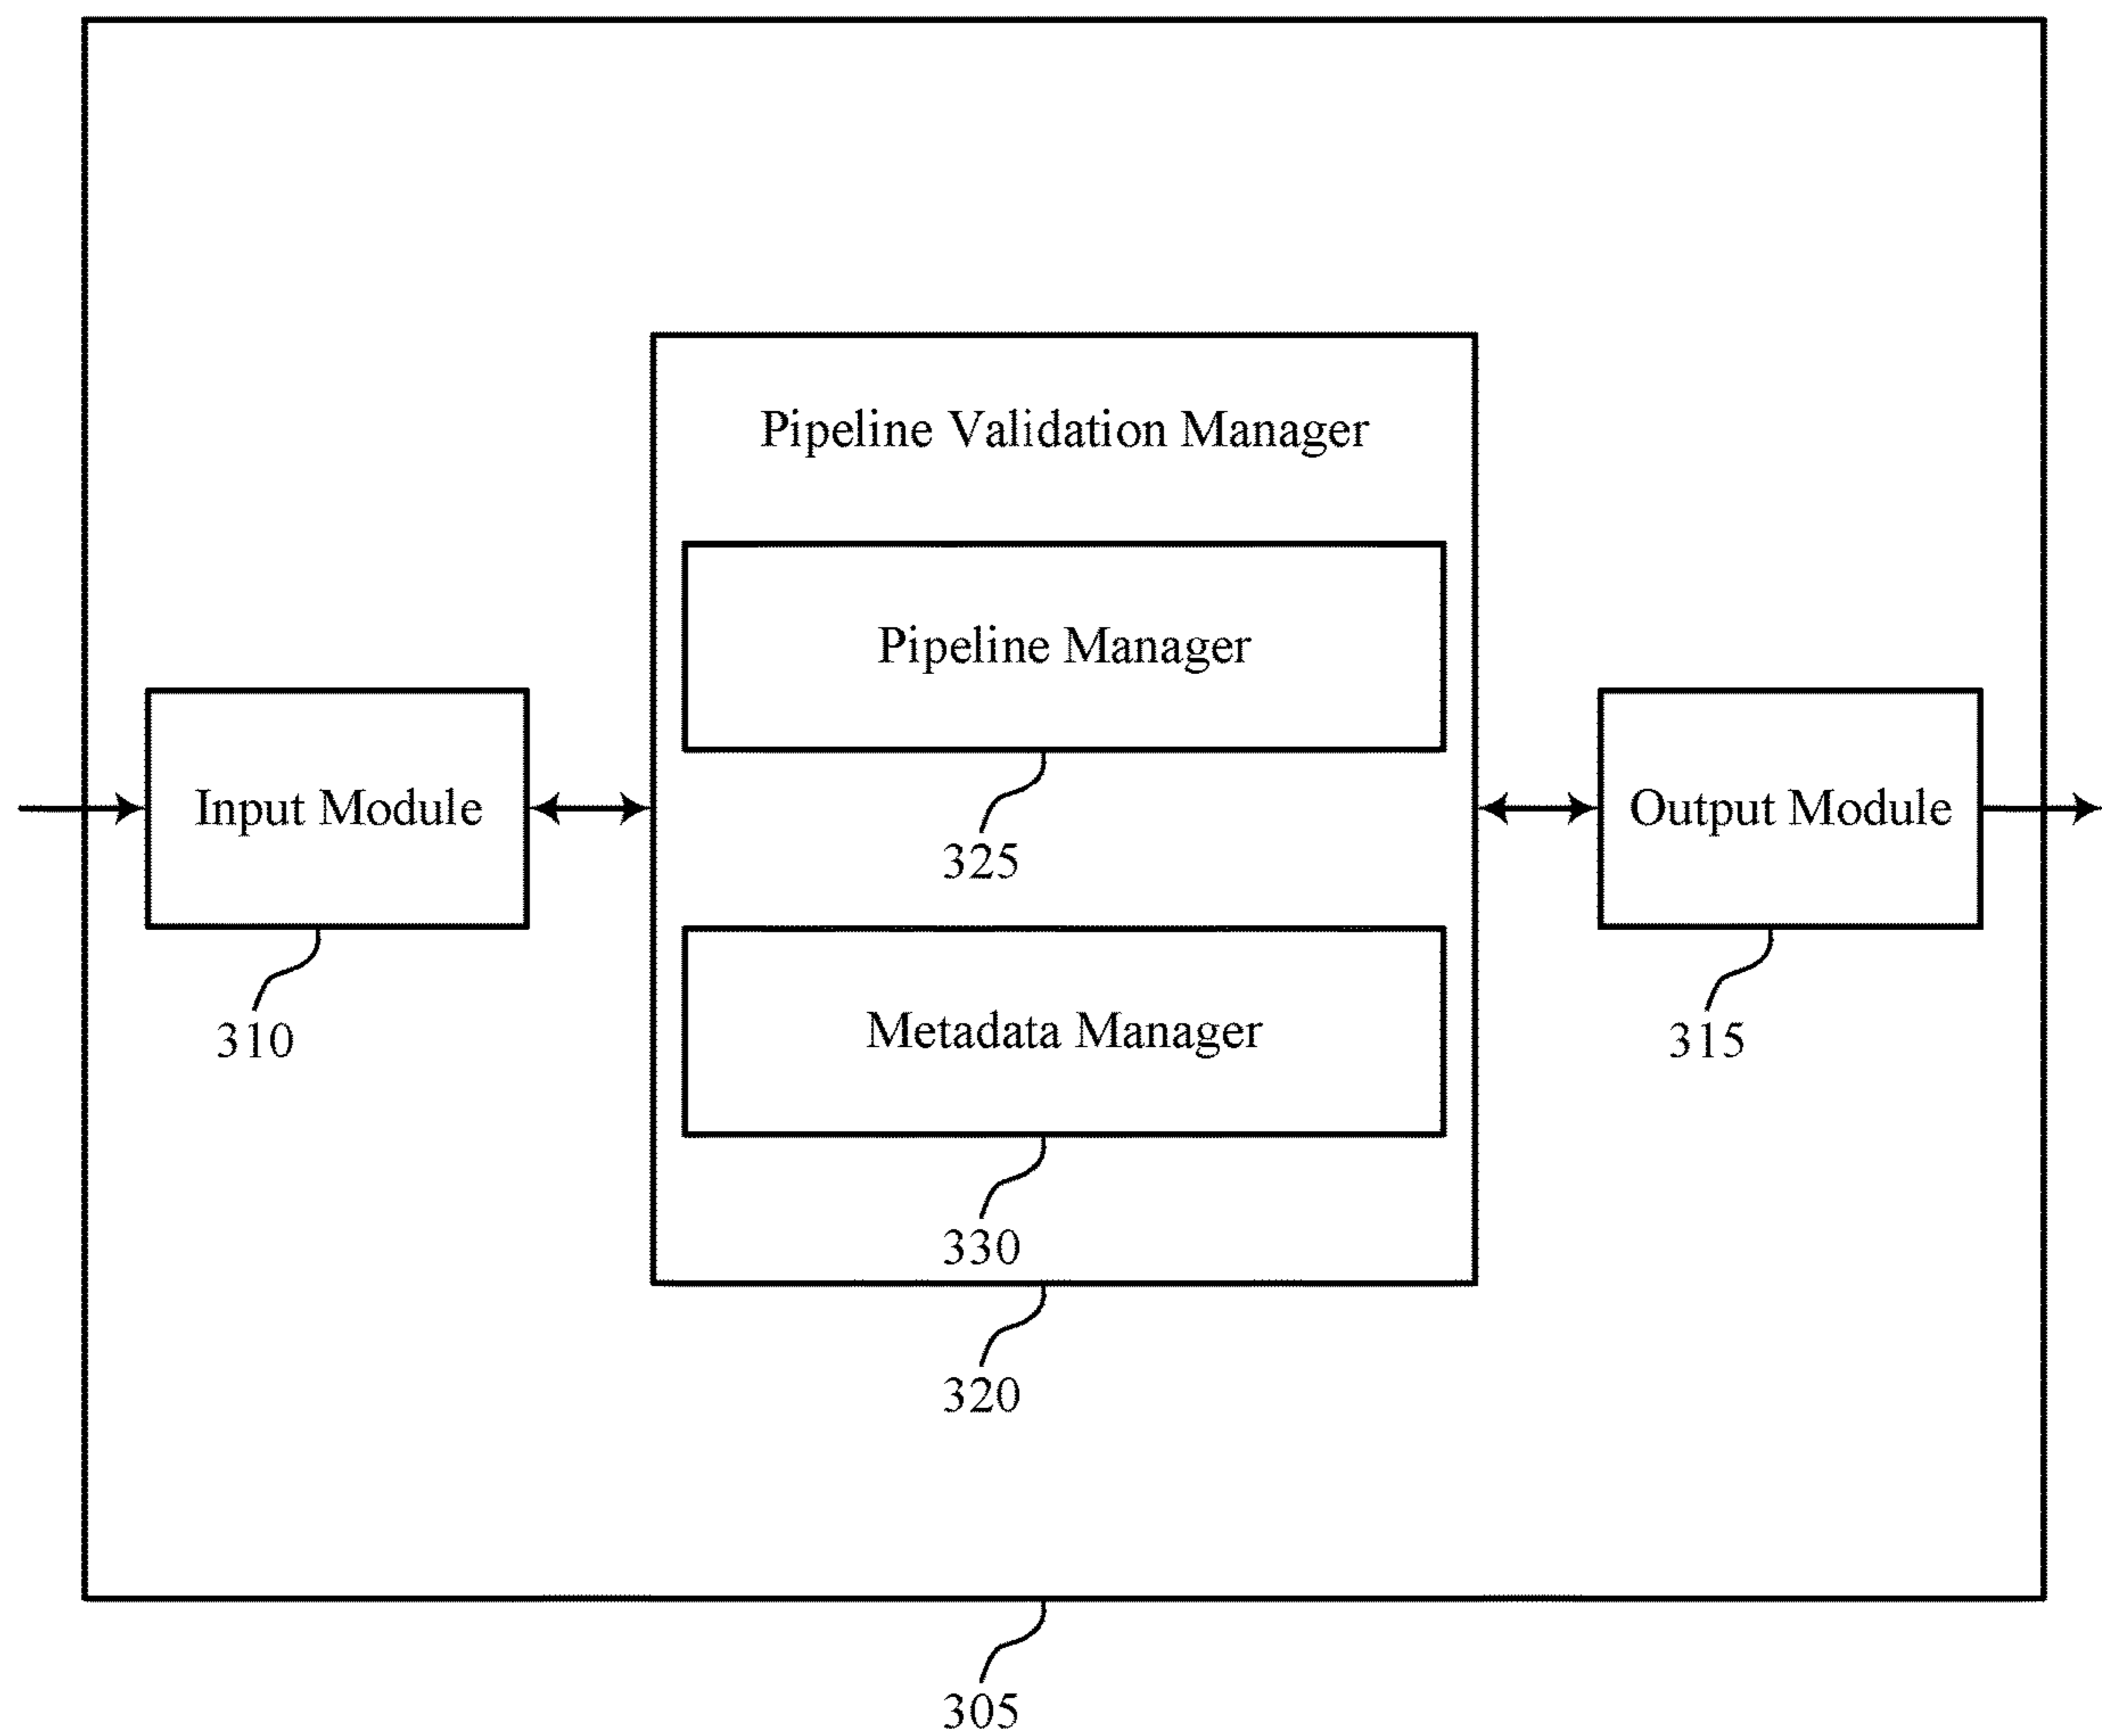 Pipeline Validation Manager
Pipeline Manager
325
Input Module
310
Output Module
315
Metadata Manager
330
320
305